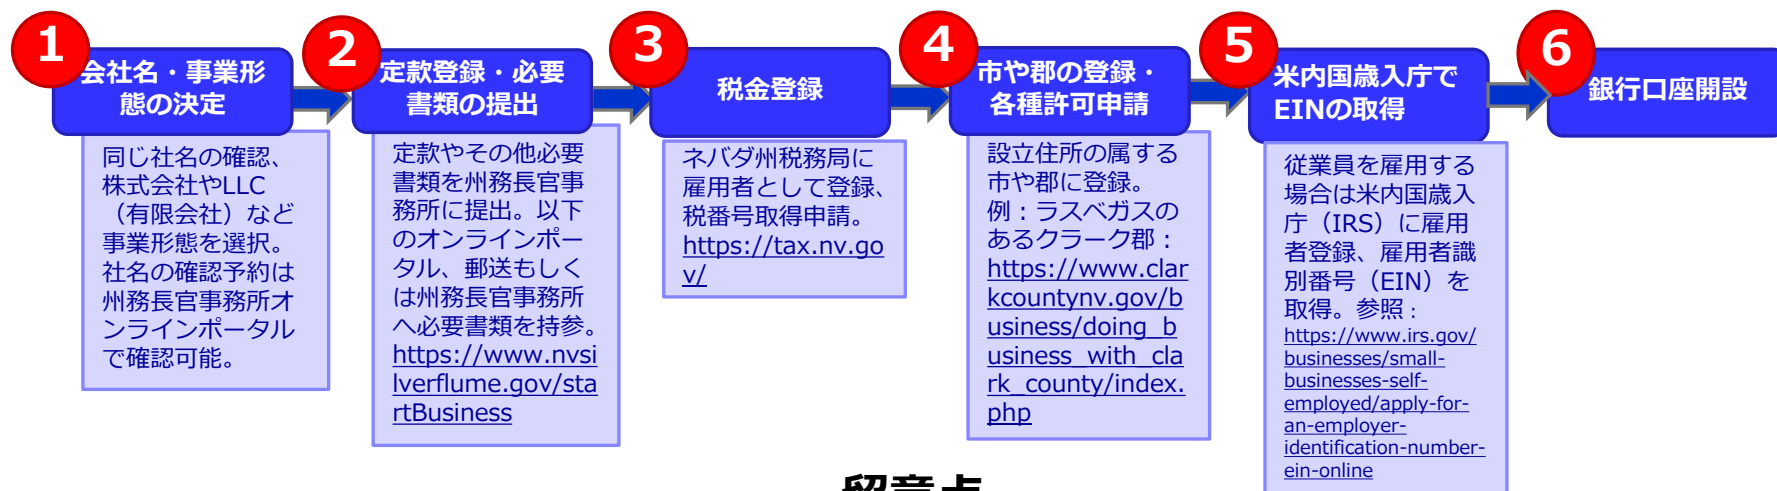 1
会社名・事業形
態の決定
同じ社名の確認、
株式会社やLLC
（有限会社）など
事業形態を選択。
社名の確認予約は
州務長官事務所オ
ンラインポータル
で確認可能。
2
定款登録・必要
書類の提出
定款やその他必要
書類を州務長官事
務所に提出。以下
のオンラインポー
タル、郵送もしく
は州務長官事務所
へ必要書類を持参。
https://www.nvsi
lverflume.gov/sta
rtBusiness
3
税金登録
ネバダ州税務局に
雇用者として登録、
税番号取得申請。
https://tax.nv.go
v/
4
市や郡の登録・
各種許可申請
設立住所の属する
市や郡に登録。
例：ラスベガスの
あるクラーク郡：
https://www.clar
kcountynv.gov/b
usiness/doing_b
usiness_with_cla
rk_county/index.
php
5
米内国歳入庁で
EINの取得
従業員を雇用する
場合は米内国歳入
庁（IRS）に雇用
者登録、雇用者識
別番号（EIN）を
取得。参照：
https://www.irs.gov/
businesses/small-
businesses-self-
employed/apply-for-
an-employer-
identification-number-
ein-online
6
銀行口座開設
留意点